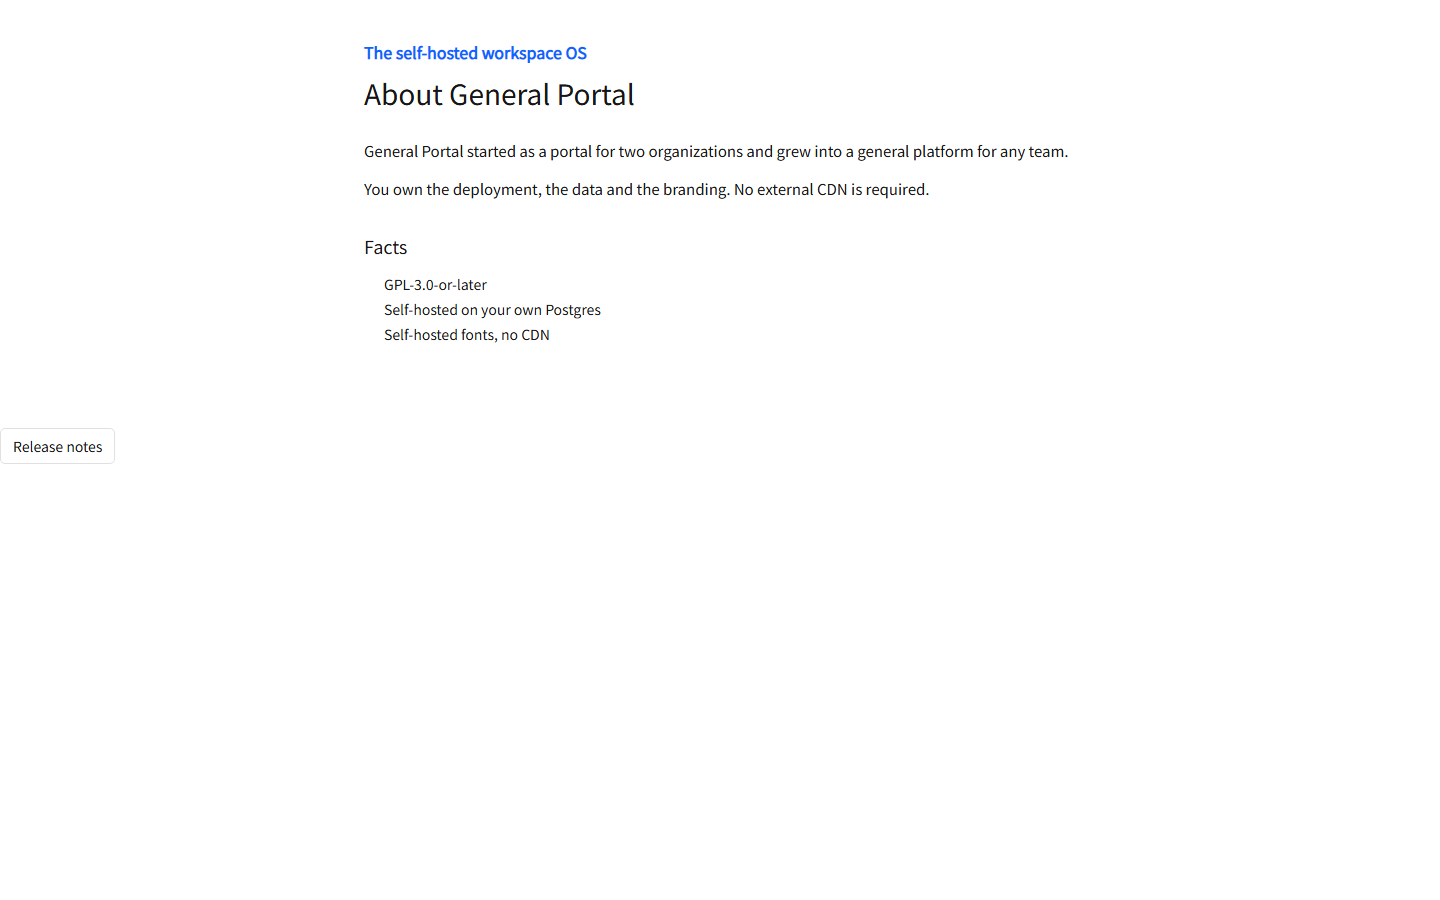 The self-hosted workspace OS
About General Portal
General Portal started as a portal for two organizations and grew into a general platform for any team.
You own the deployment, the data and the branding. No external CDN is required.
Facts
GPL-3.0-or-later
Self-hosted on your own Postgres
Self-hosted fonts, no CDN
Release notes